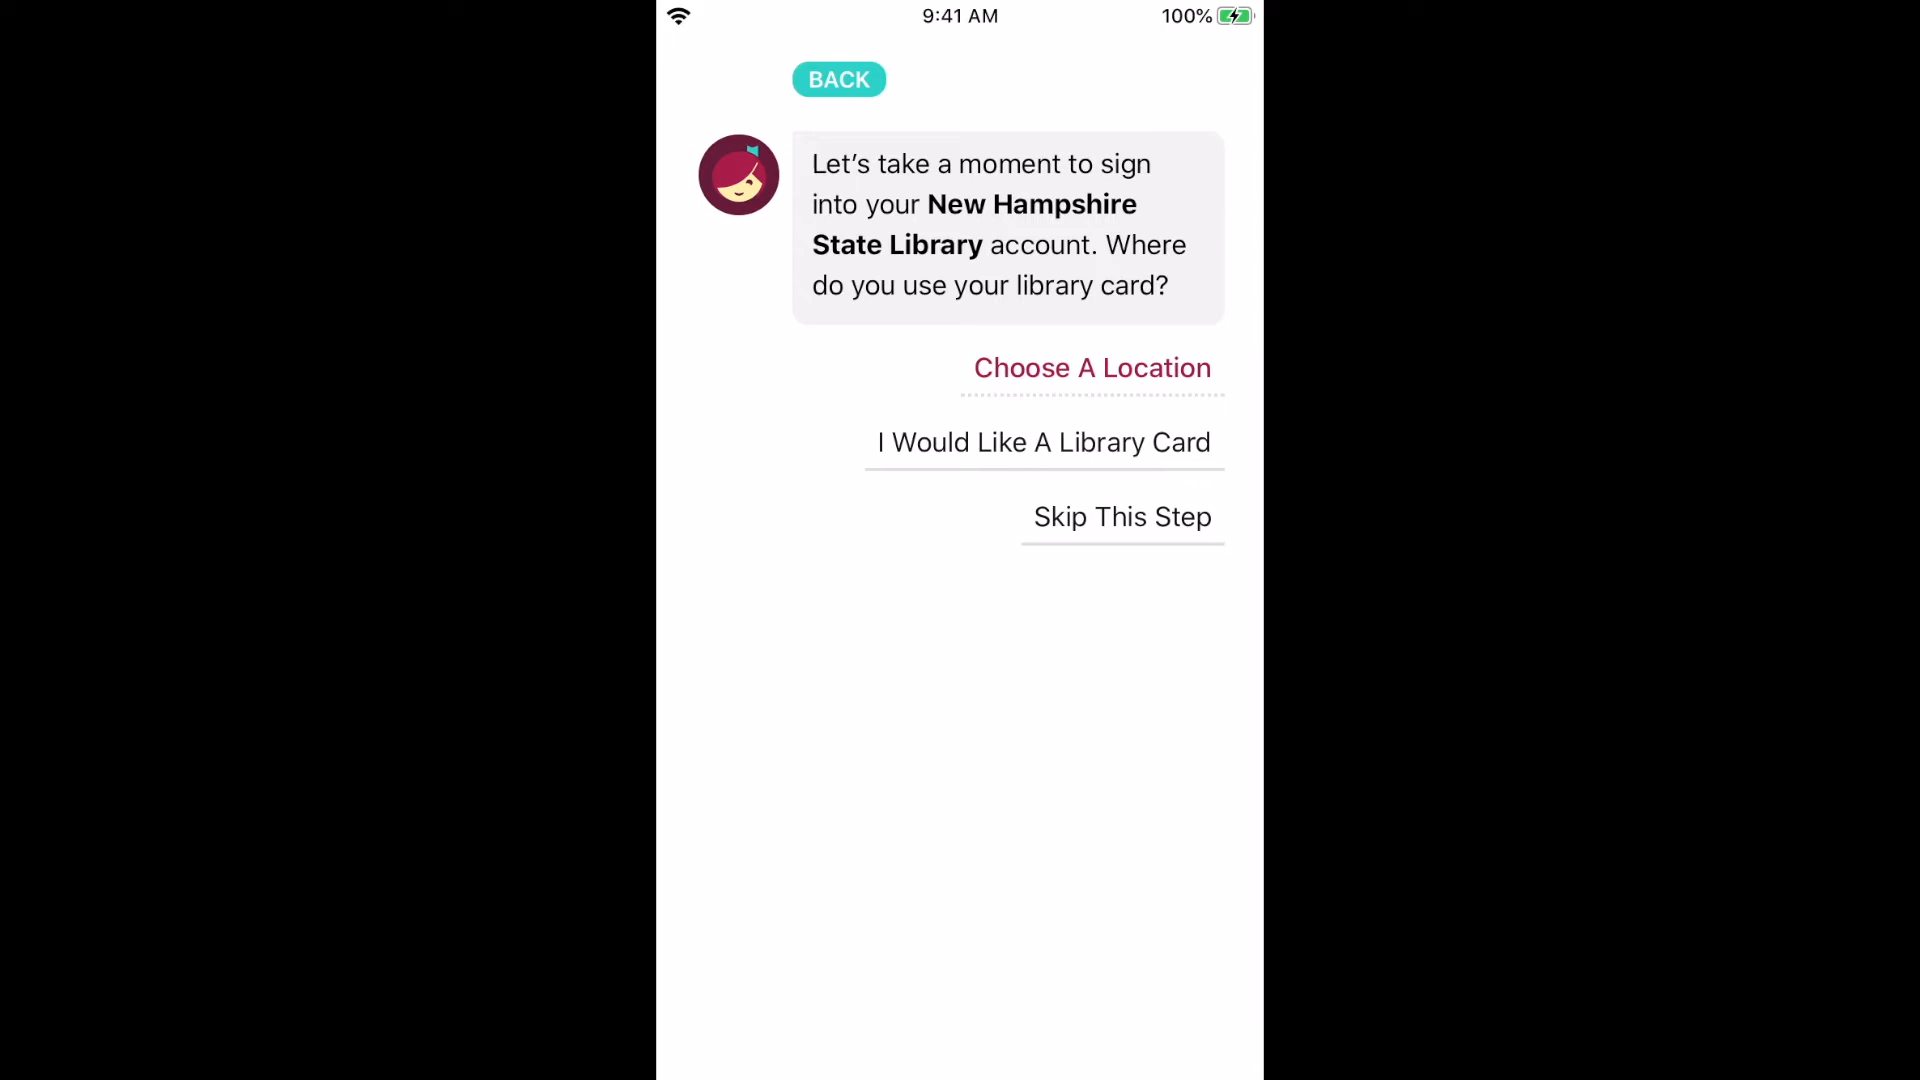 9:41 AM
100%
BACK
Let’s take a moment to sign
into your New Hampshire
State Library account. Where
do you use your library card?
Choose A Location
I Would Like A Library Card
Skip This Step